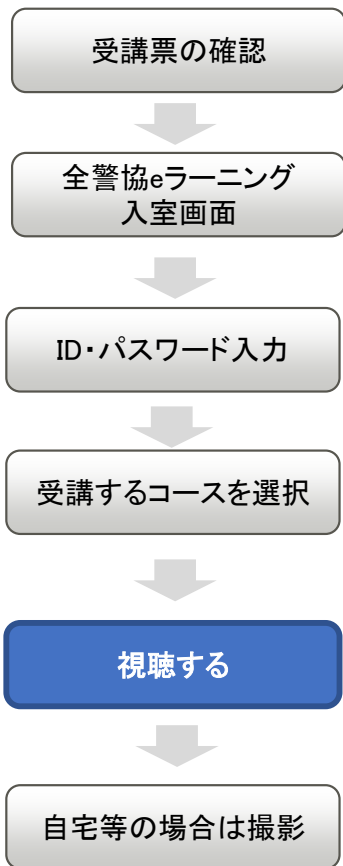 受講票の確認
全警協eラーニング
入室画面
ID・パスワード入力
受講するコースを選択
視聴する
自宅等の場合は撮影